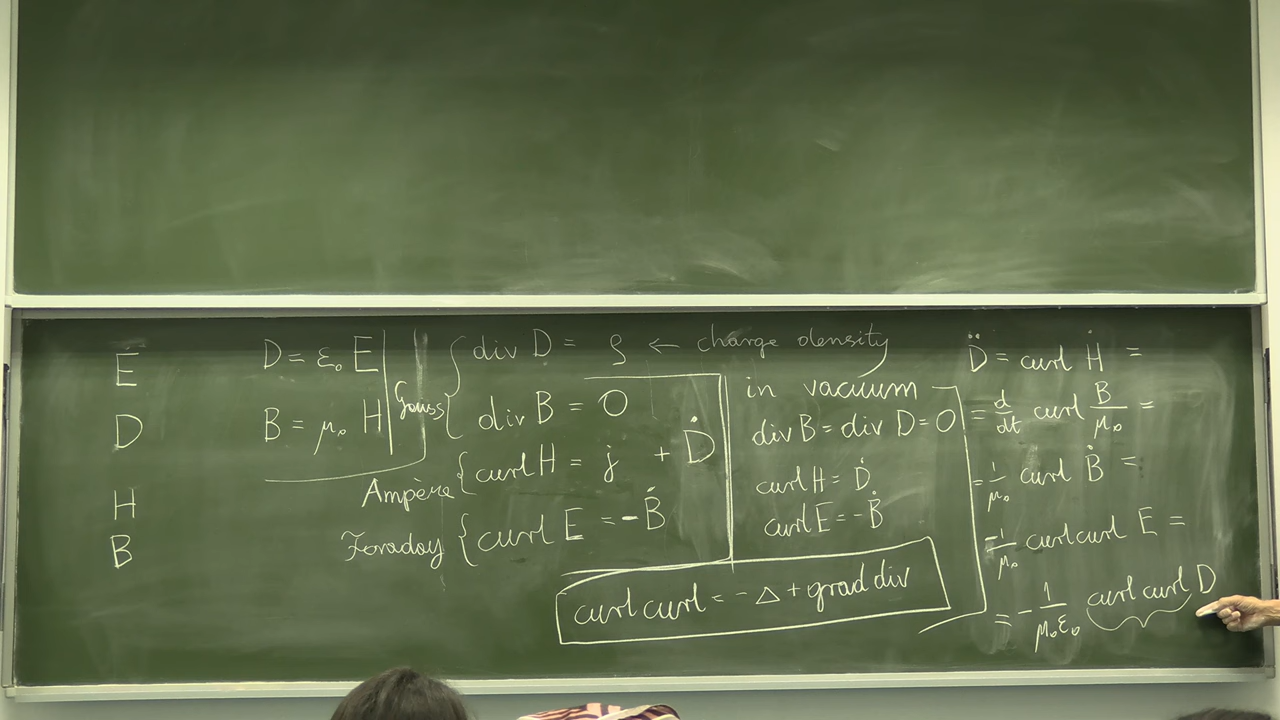 E
D
H
B
D = ε₀ E
B = μ₀ H
Gauss { div D = ρ ← charge density
div B = 0
Ampère { curl H = j + Ḋ
Faraday { curl E = -Ḃ
in vacuum
div B = div D = 0
curl H = Ḋ
curl E = -Ḃ
curl curl = -Δ + grad div
D̈ = curl Ḣ =
= d/dt curl B/μ₀ =
= 1/μ₀ curl Ḃ =
-1/μ₀ curl curl E =
= - 1/μ₀ε₀ curl curl D